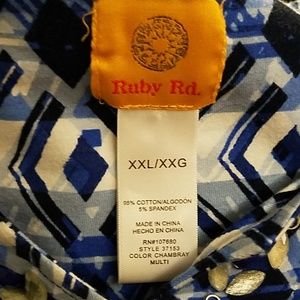 Ruby Rd.
XXL/XXG
95% COTTON/ALGODON
5% SPANDEX
MADE IN CHINA
HECHO EN CHINA
RN#107680
STYLE 37153
COLOR CHAMBRAY
MULTI